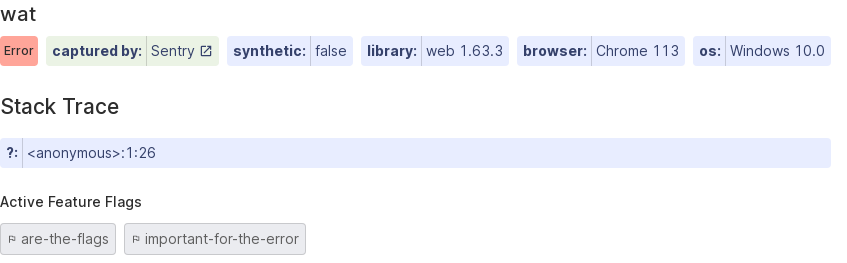 wat
Error captured by: Sentry synthetic: false library: web 1.63.3 browser: Chrome 113 os: Windows 10.0
Stack Trace
?: <anonymous>:1:26
Active Feature Flags
are-the-flags important-for-the-error